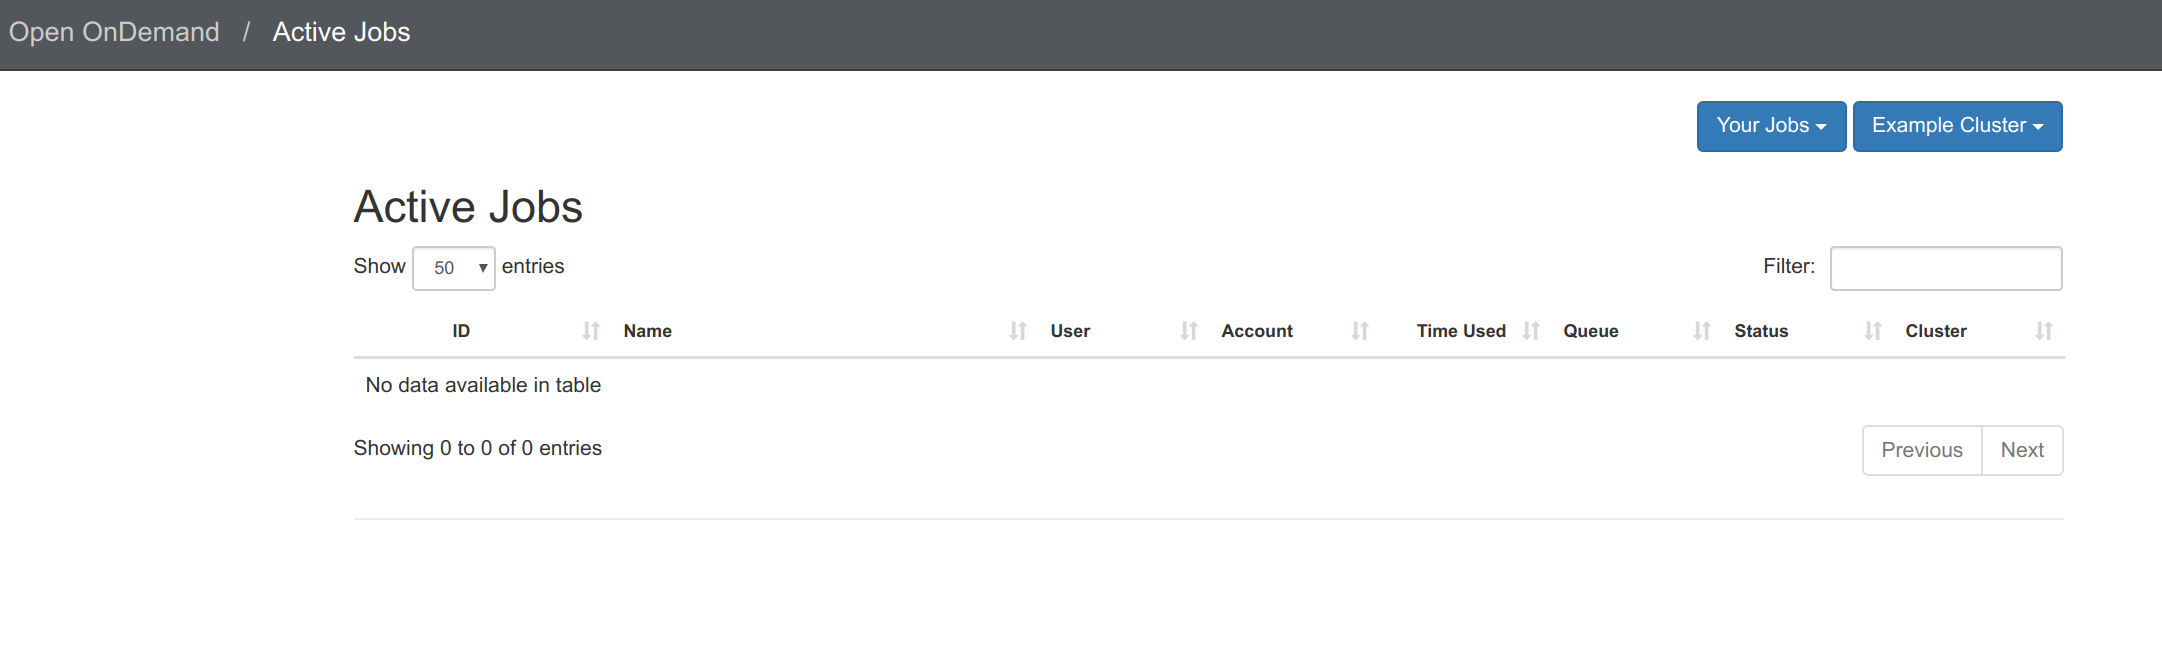 Open OnDemand / Active Jobs
Your Jobs Example Cluster
Active Jobs
Show 50 entries Filter:
ID Name User Account Time Used Queue Status Cluster
No data available in table
Showing 0 to 0 of 0 entries Previous Next